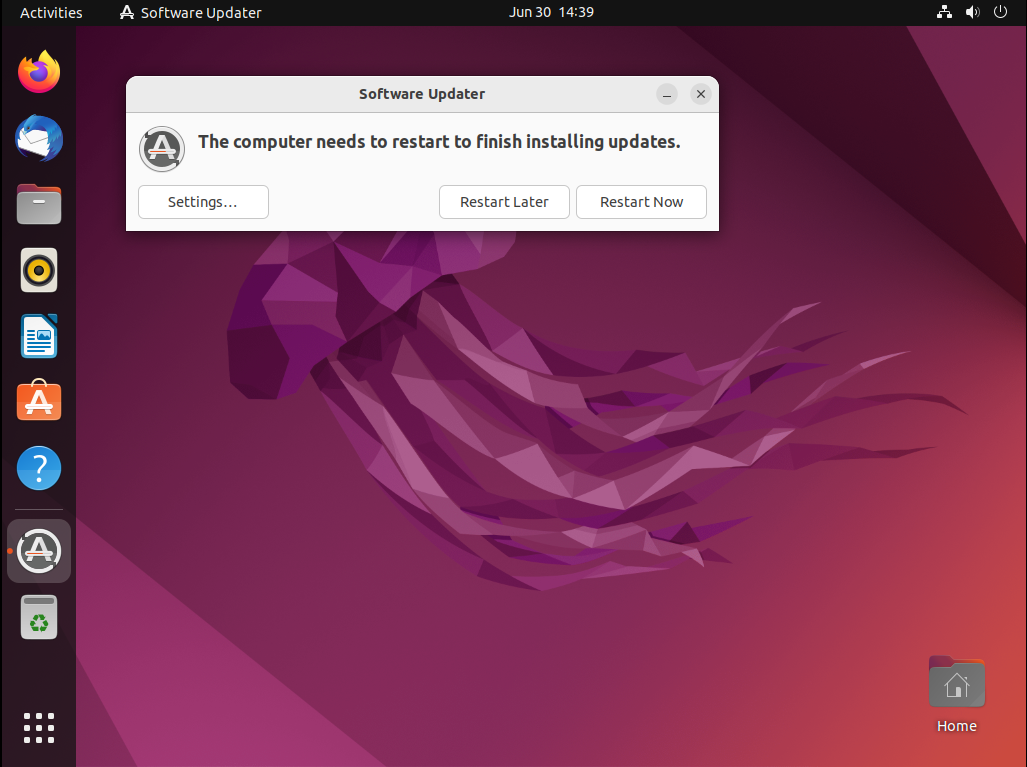 Activities
Software Updater
Jun 30 14:39
Software Updater
The computer needs to restart to finish installing updates.
Settings...
Restart Later
Restart Now
Home